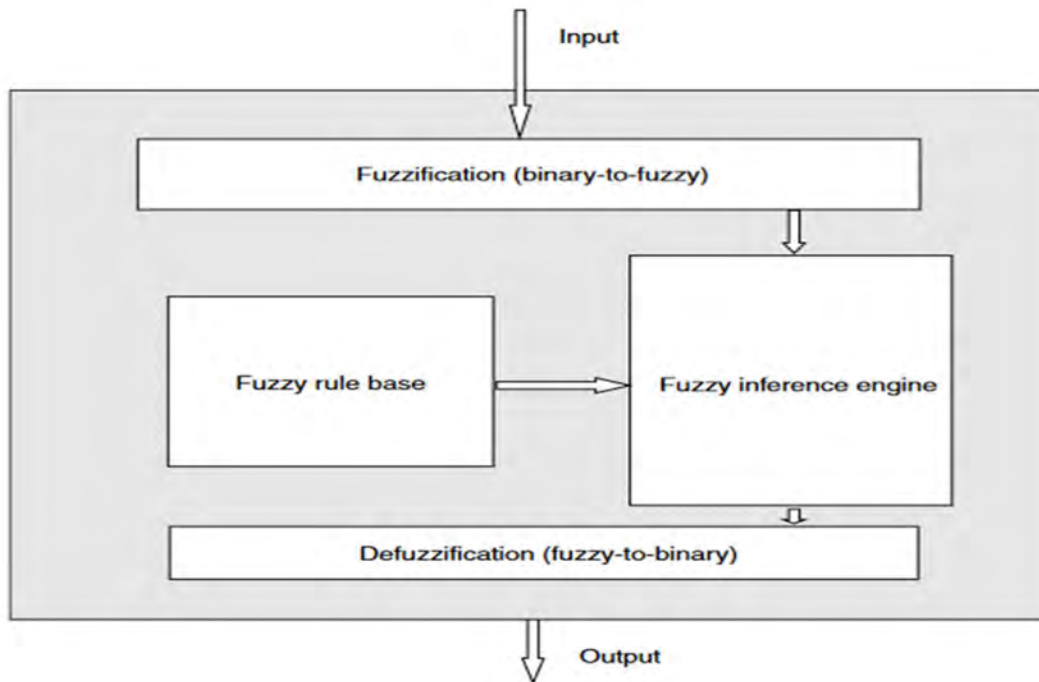 Input
Fuzzification (binary-to-fuzzy)
Fuzzy rule base
Fuzzy inference engine
Defuzzification (fuzzy-to-binary)
Output